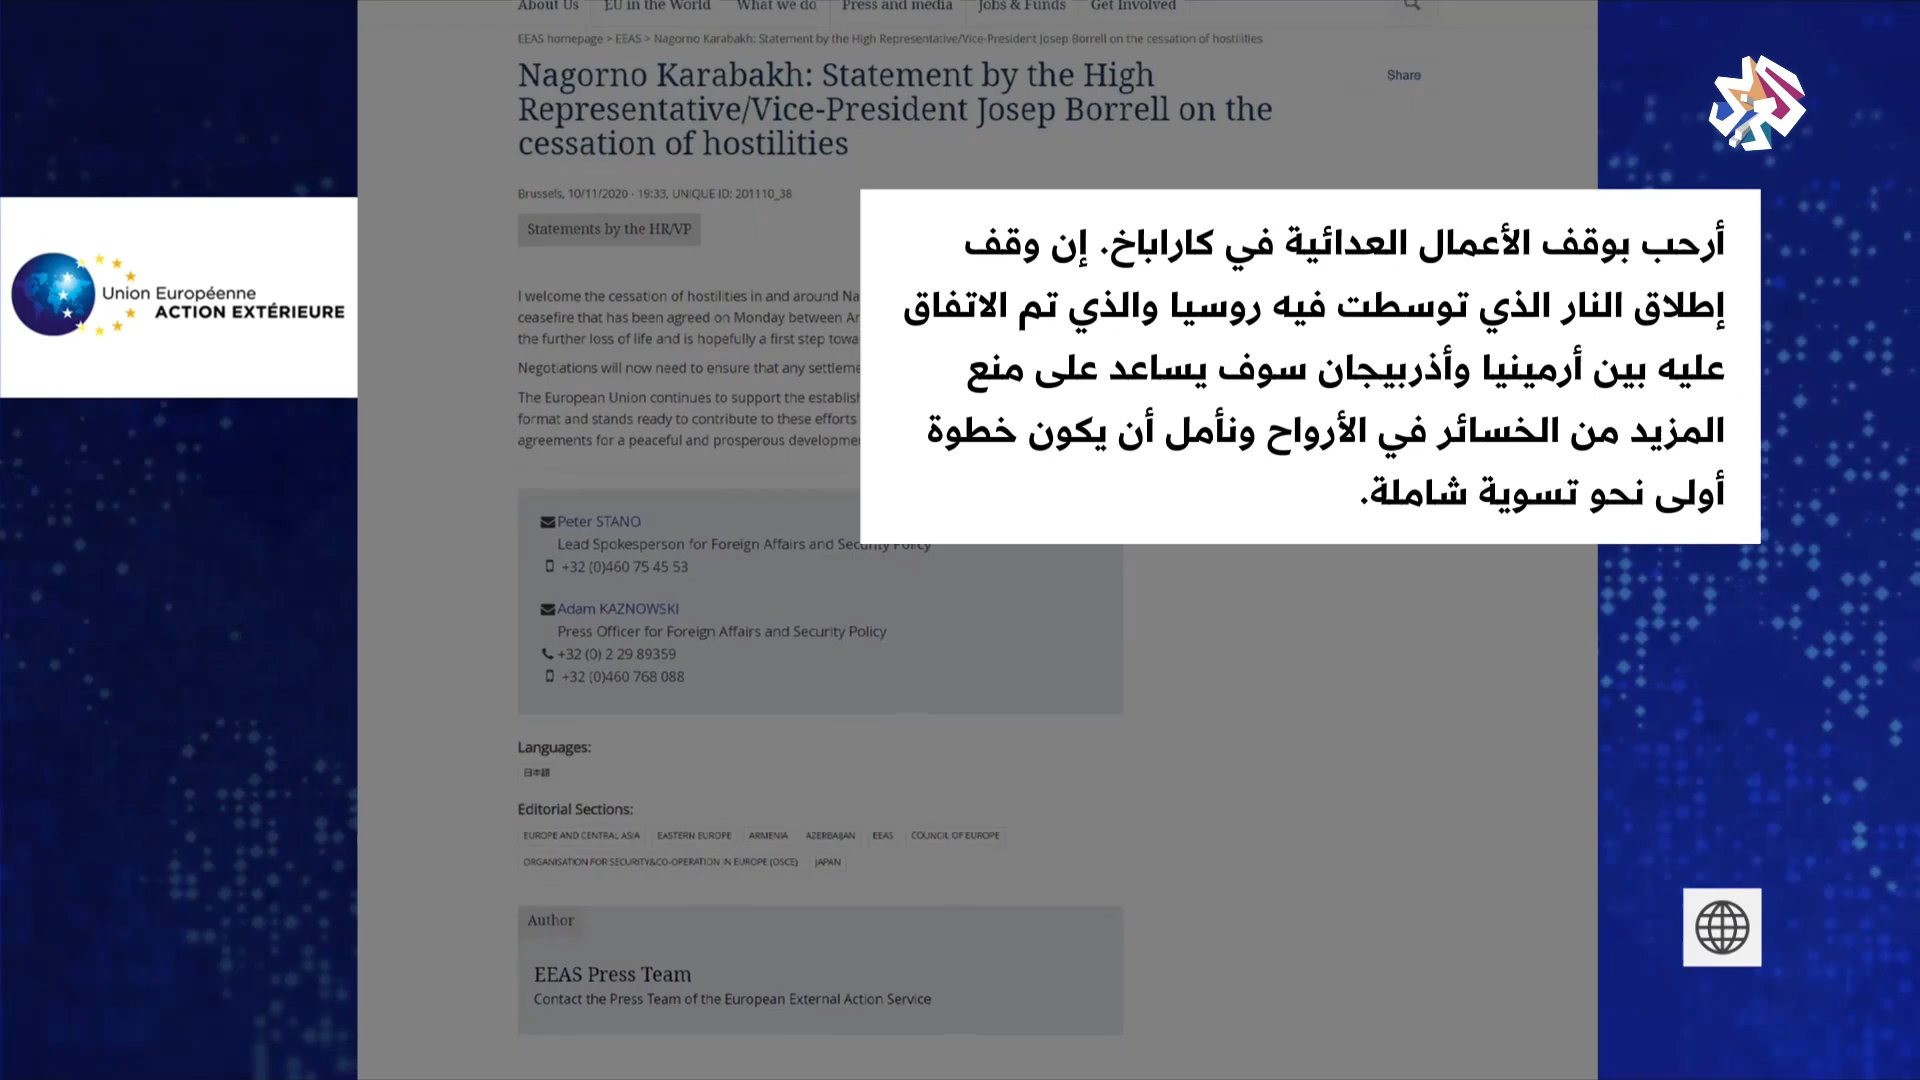 About Us
EU in the World
What we do
Press and media
Jobs & Funds
Get Involved
EEAS homepage > EEAS > Nagorno Karabakh: Statement by the High Representative/Vice-President Josep Borrell on the cessation of hostilities
Nagorno Karabakh: Statement by the High
Representative/Vice-President Josep Borrell on the
cessation of hostilities
Share
Brussels, 10/11/2020 - 19:33, UNIQUE ID: 201110_38
Statements by the HR/VP
Union Européenne
ACTION EXTÉRIEURE
أرحب بوقف الأعمال العدائية في كاراباخ. إن وقف
إطلاق النار الذي توسطت فيه روسيا والذي تم الاتفاق
عليه بين أرمينيا وأذربيجان سوف يساعد على منع
المزيد من الخسائر في الأرواح ونأمل أن يكون خطوة
أولى نحو تسوية شاملة.
I welcome the cessation of hostilities in and around
ceasefire that has been agreed on Monday between
the further loss of life and is hopefully a first step
Negotiations will now need to ensure that any
The European Union continues to support the
format and stands ready to contribute to these efforts
agreements for a peaceful and prosperous
Peter STANO
Lead Spokesperson for Foreign Affairs and Security Policy
+32 (0)460 75 45 53
Adam KAZNOWSKI
Press Officer for Foreign Affairs and Security Policy
+32 (0) 2 29 89359
+32 (0)460 768 088
Languages:
日本語
Editorial Sections:
EUROPE AND CENTRAL ASIA
EASTERN EUROPE
ARMENIA
AZERBAIJAN
EEAS
COUNCIL OF EUROPE
ORGANISATION FOR SECURITY&CO-OPERATION IN EUROPE (OSCE)
JAPAN
Author
EEAS Press Team
Contact the Press Team of the European External Action Service